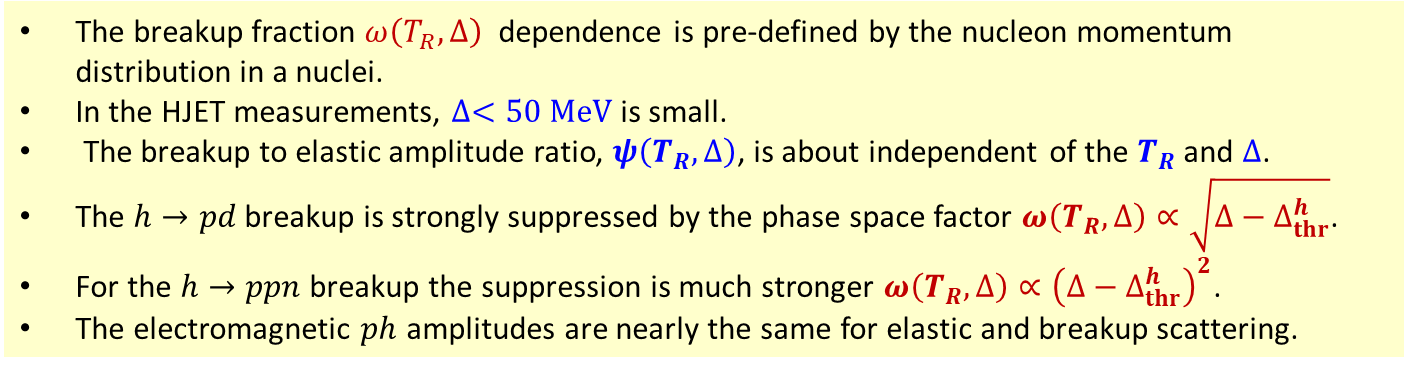 • The breakup fraction ω(T_R, Δ) dependence is pre-defined by the nucleon momentum
distribution in a nuclei.
• In the HJET measurements, Δ< 50 MeV is small.
• The breakup to elastic amplitude ratio, ψ(T_R, Δ), is about independent of the T_R and Δ.
• The h → pd breakup is strongly suppressed by the phase space factor ω(T_R, Δ) ∝ √(Δ − Δ_thr^h).
• For the h → ppn breakup the suppression is much stronger ω(T_R, Δ) ∝ (Δ − Δ_thr^h)^2.
• The electromagnetic ph amplitudes are nearly the same for elastic and breakup scattering.